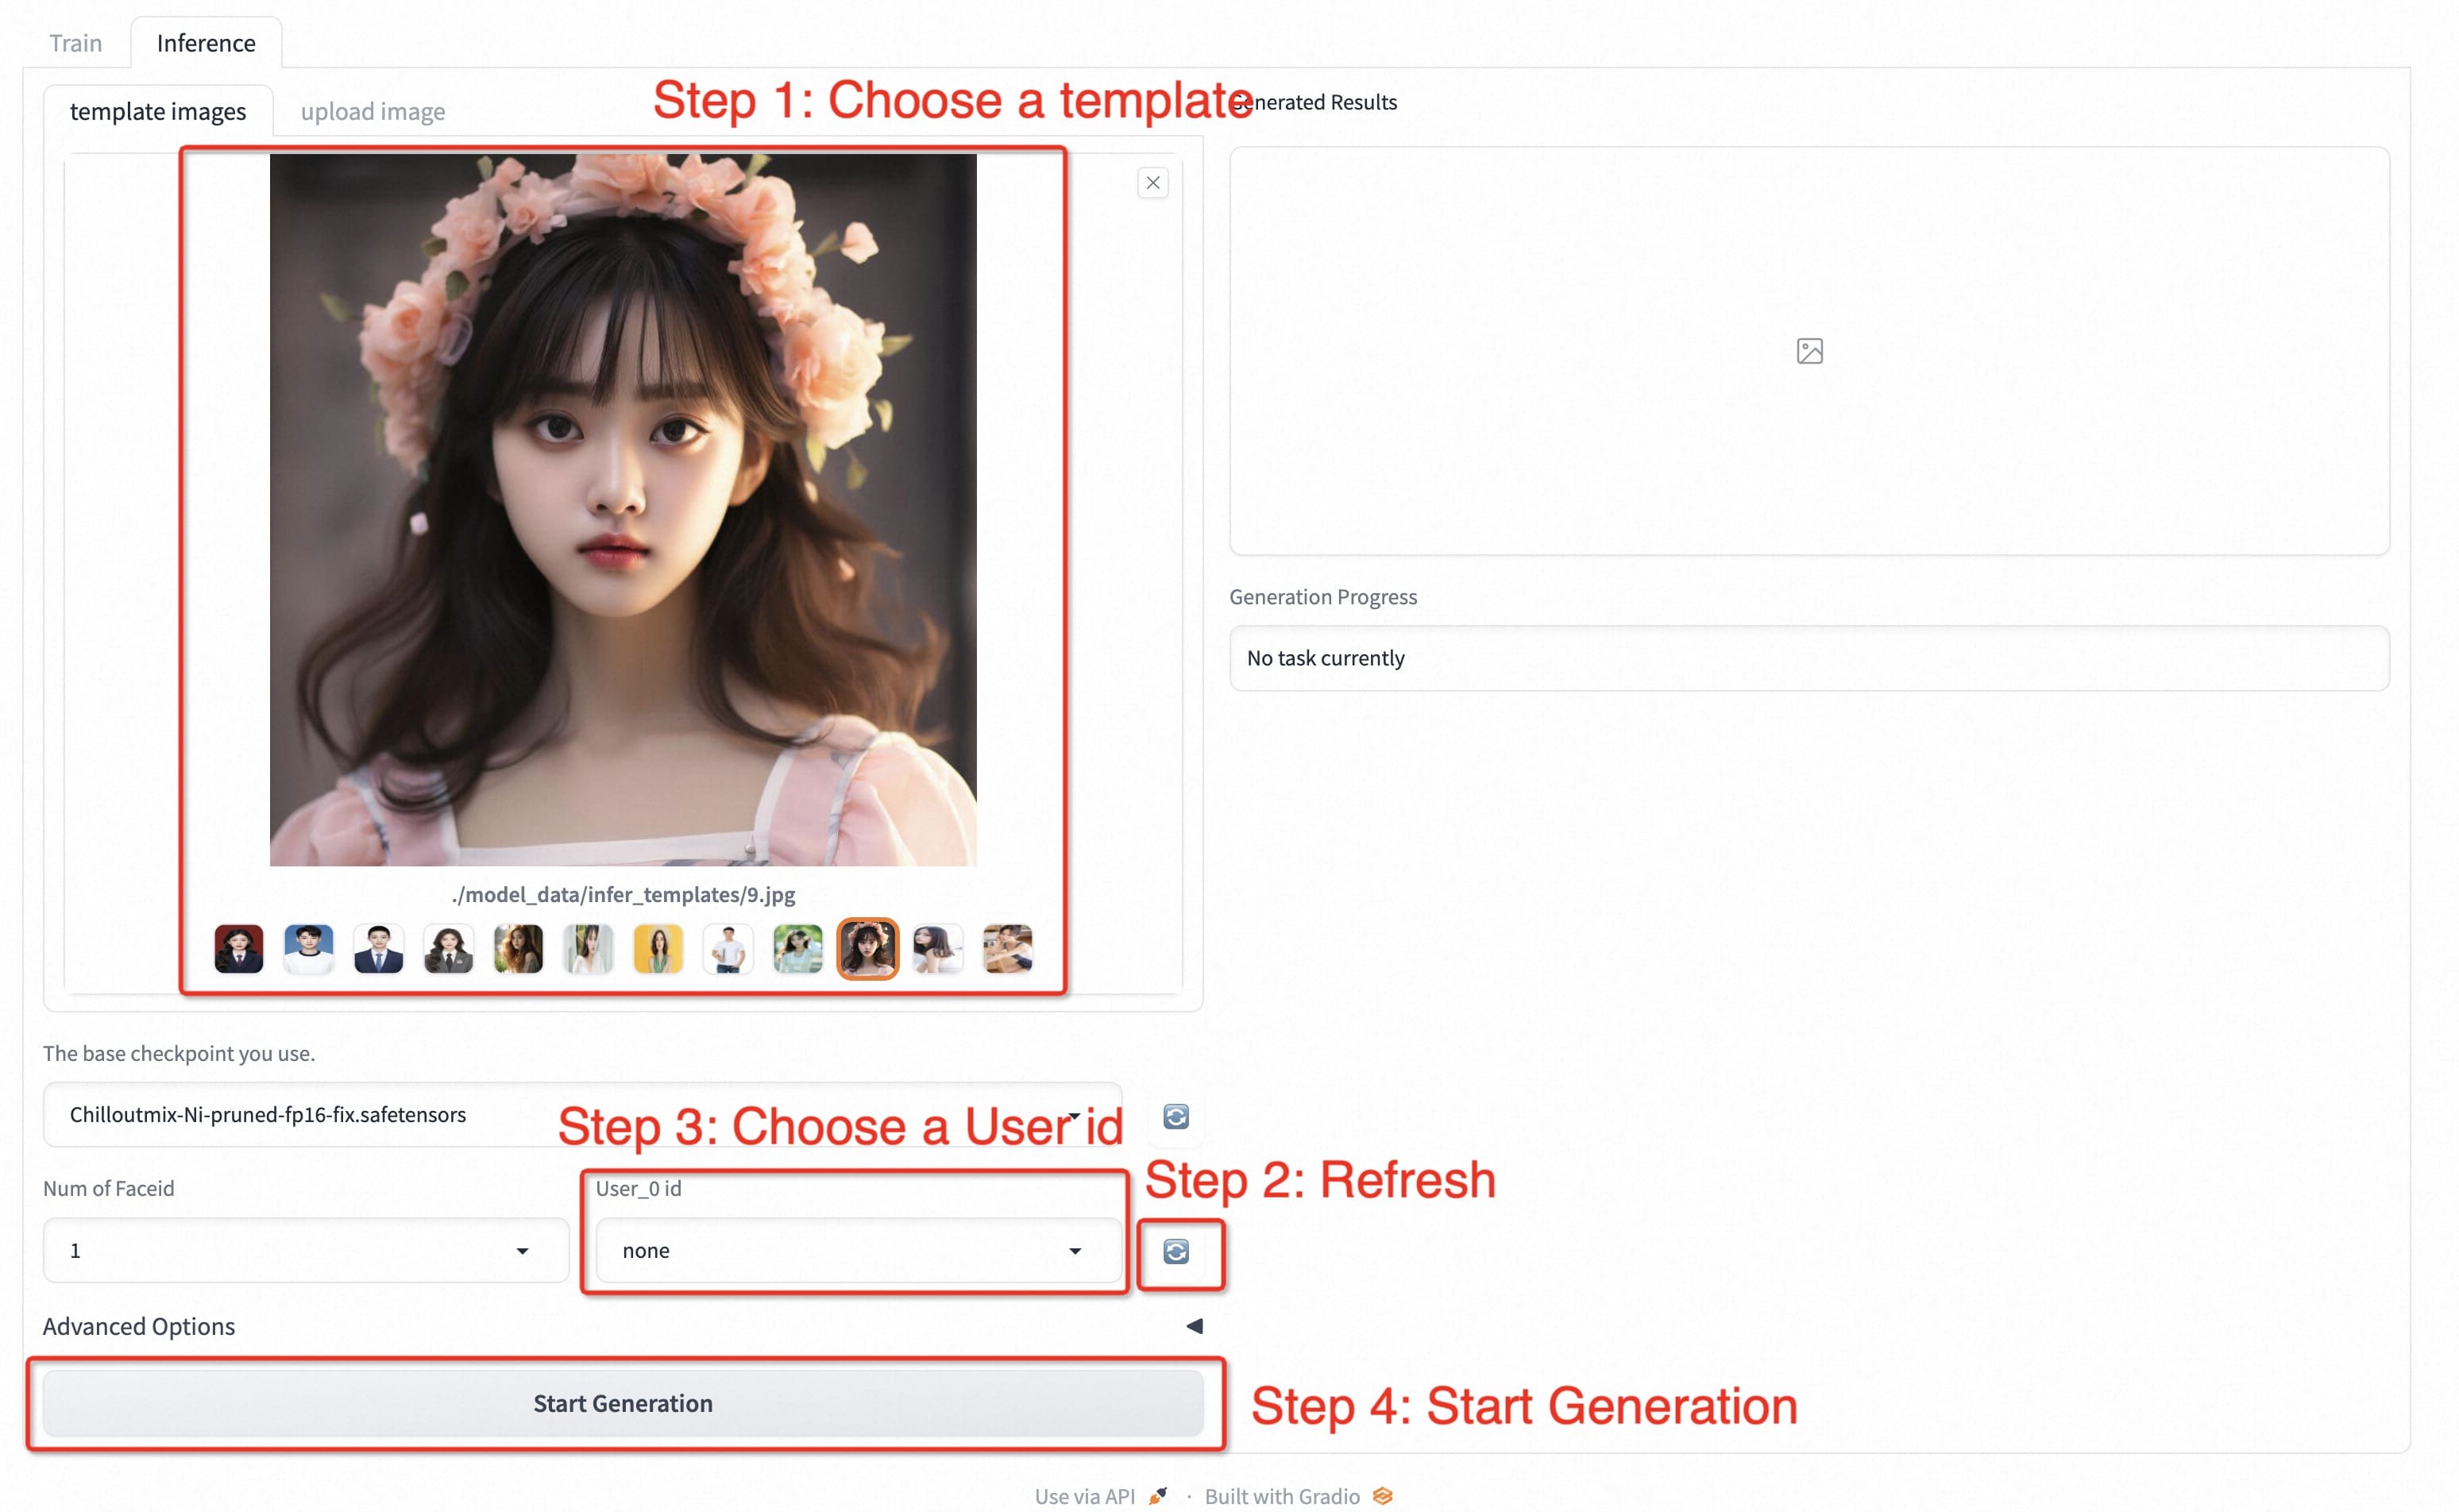 Train
Inference
template images
upload image
Step 1: Choose a template
Generated Results
./model_data/infer_templates/9.jpg
Generation Progress
No task currently
The base checkpoint you use.
Chilloutmix-Ni-pruned-fp16-fix.safetensors
Step 3: Choose a User id
Step 2: Refresh
Num of Faceid
User_0 id
1
none
Advanced Options
Start Generation
Step 4: Start Generation
Use via API · Built with Gradio